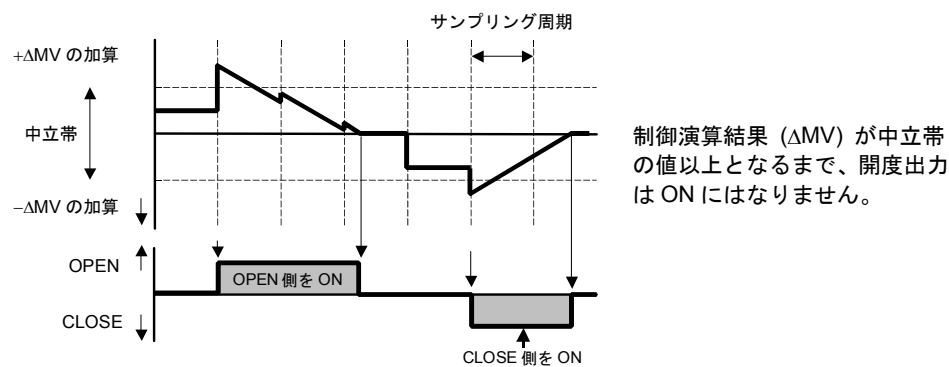 サンプリング周期
+ΔMV の加算
中立帯
−ΔMV の加算
制御演算結果 (ΔMV) が中立帯
の値以上となるまで、開度出力
は ON にはなりません。
OPEN
OPEN 側を ON
CLOSE
CLOSE 側を ON